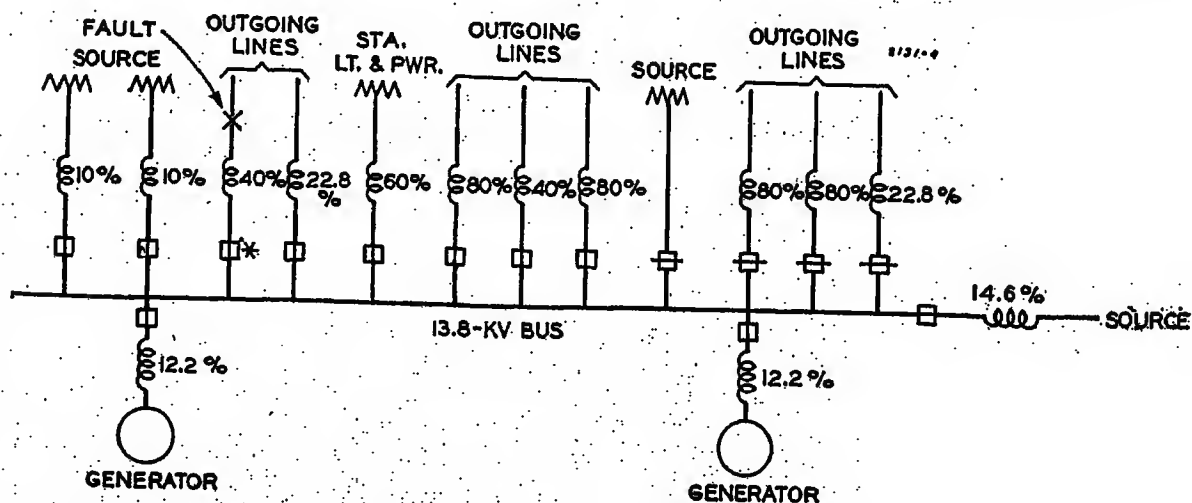 FAULT
SOURCE
OUTGOING
LINES
STA.
LT. & PWR.
OUTGOING
LINES
SOURCE
OUTGOING
LINES
8131-4
10%
10%
40%
22.8
%
60%
80%
40%
80%
80%
80%
22.8%
*
13.8-KV BUS
14.6%
SOURCE
12.2%
GENERATOR
12.2%
GENERATOR